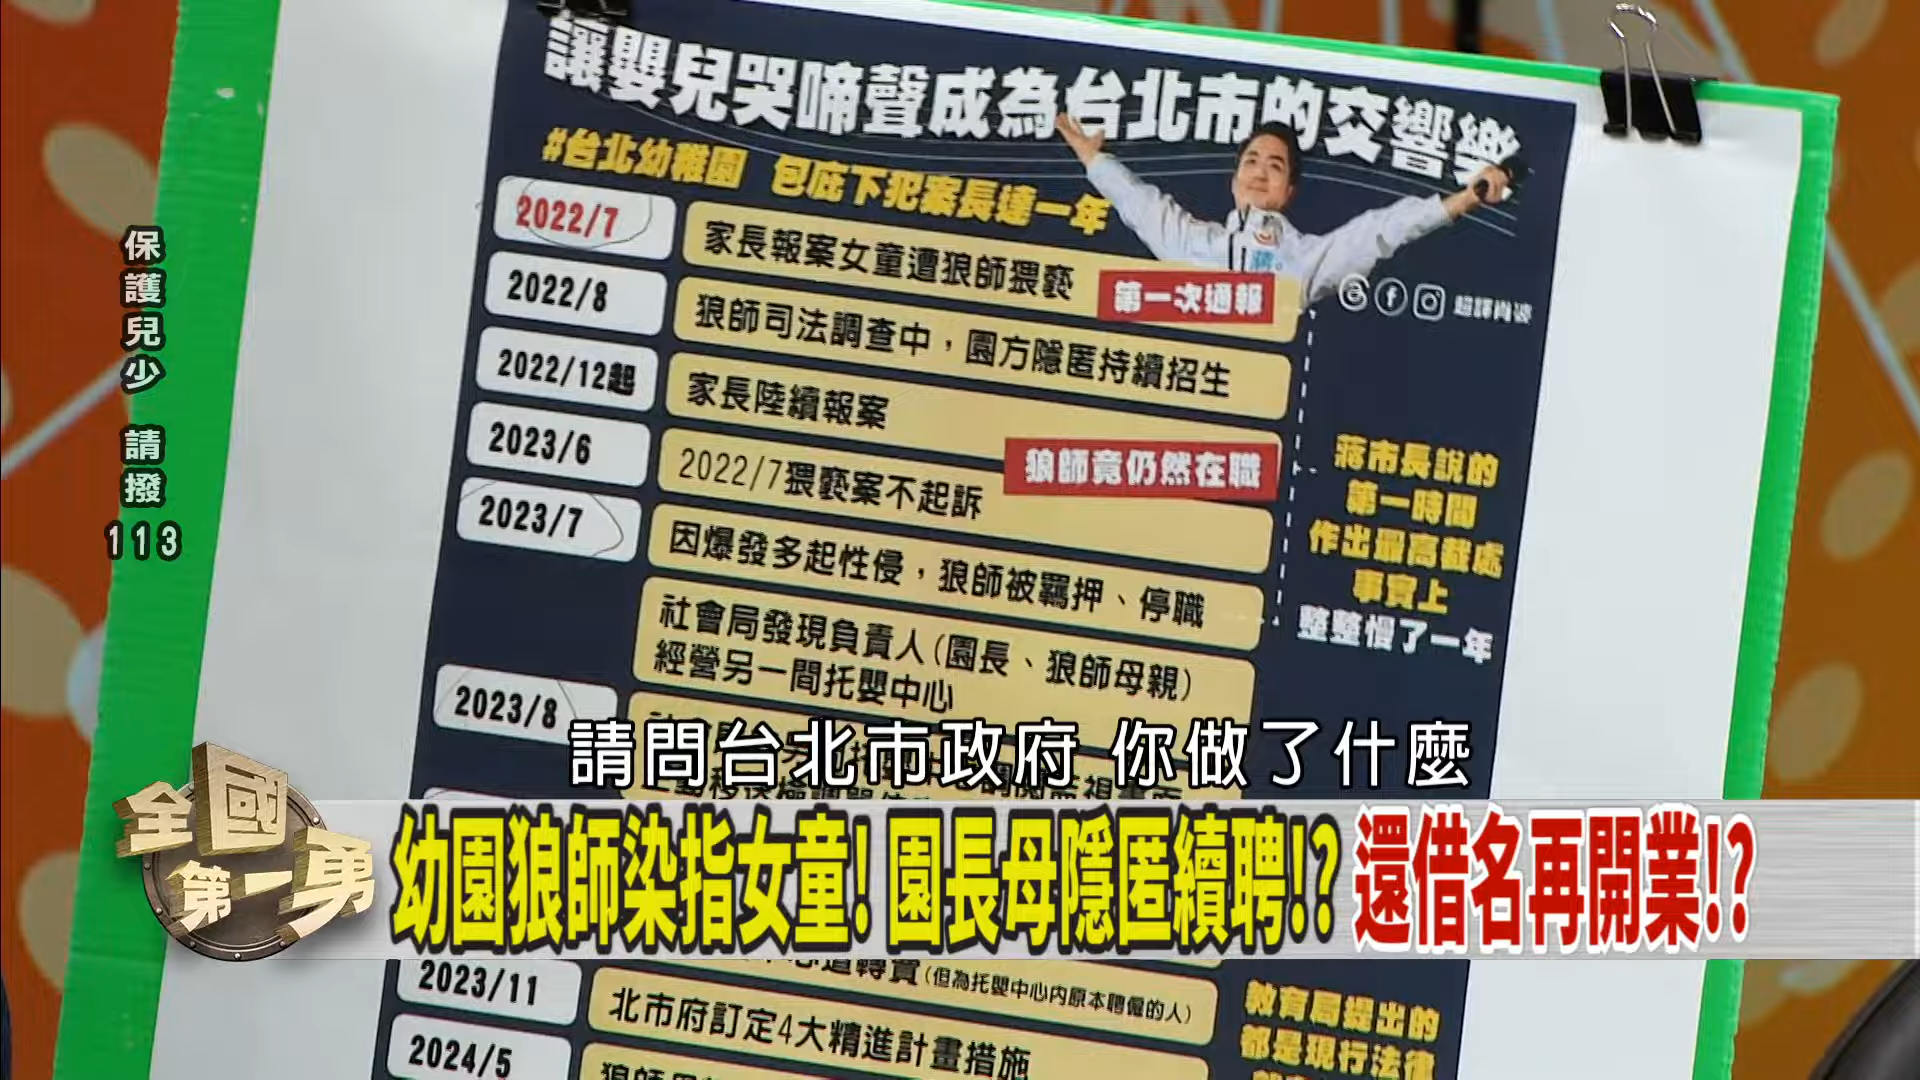 讓嬰兒哭啼聲成為台北市的交響樂
#台北幼稚園 包庇下犯案長達一年
2022/7
家長報案女童遭狼師猥褻
第一次通報
2022/8
狼師司法調查中，園方隱匿持續招生
2022/12起
家長陸續報案
2023/6
2022/7猥褻案不起訴
狼師竟仍然在職
2023/7
因爆發多起性侵，狼師被羈押、停職
社會局發現負責人(園長、狼師母親)
經營另一間托嬰中心
2023/8
蔣市長說的
第一時間
作出最高裁處
事實上
整整慢了一年
保護兒少 請撥
113
請問台北市政府 你做了什麼
全國第一勇
幼園狼師染指女童!園長母隱匿續聘!?還借名再開業!?
(但為托嬰中心內原本聘僱的人)
2023/11
北市府訂定4大精進計畫措施
2024/5
教育局提出的
都是現行法律